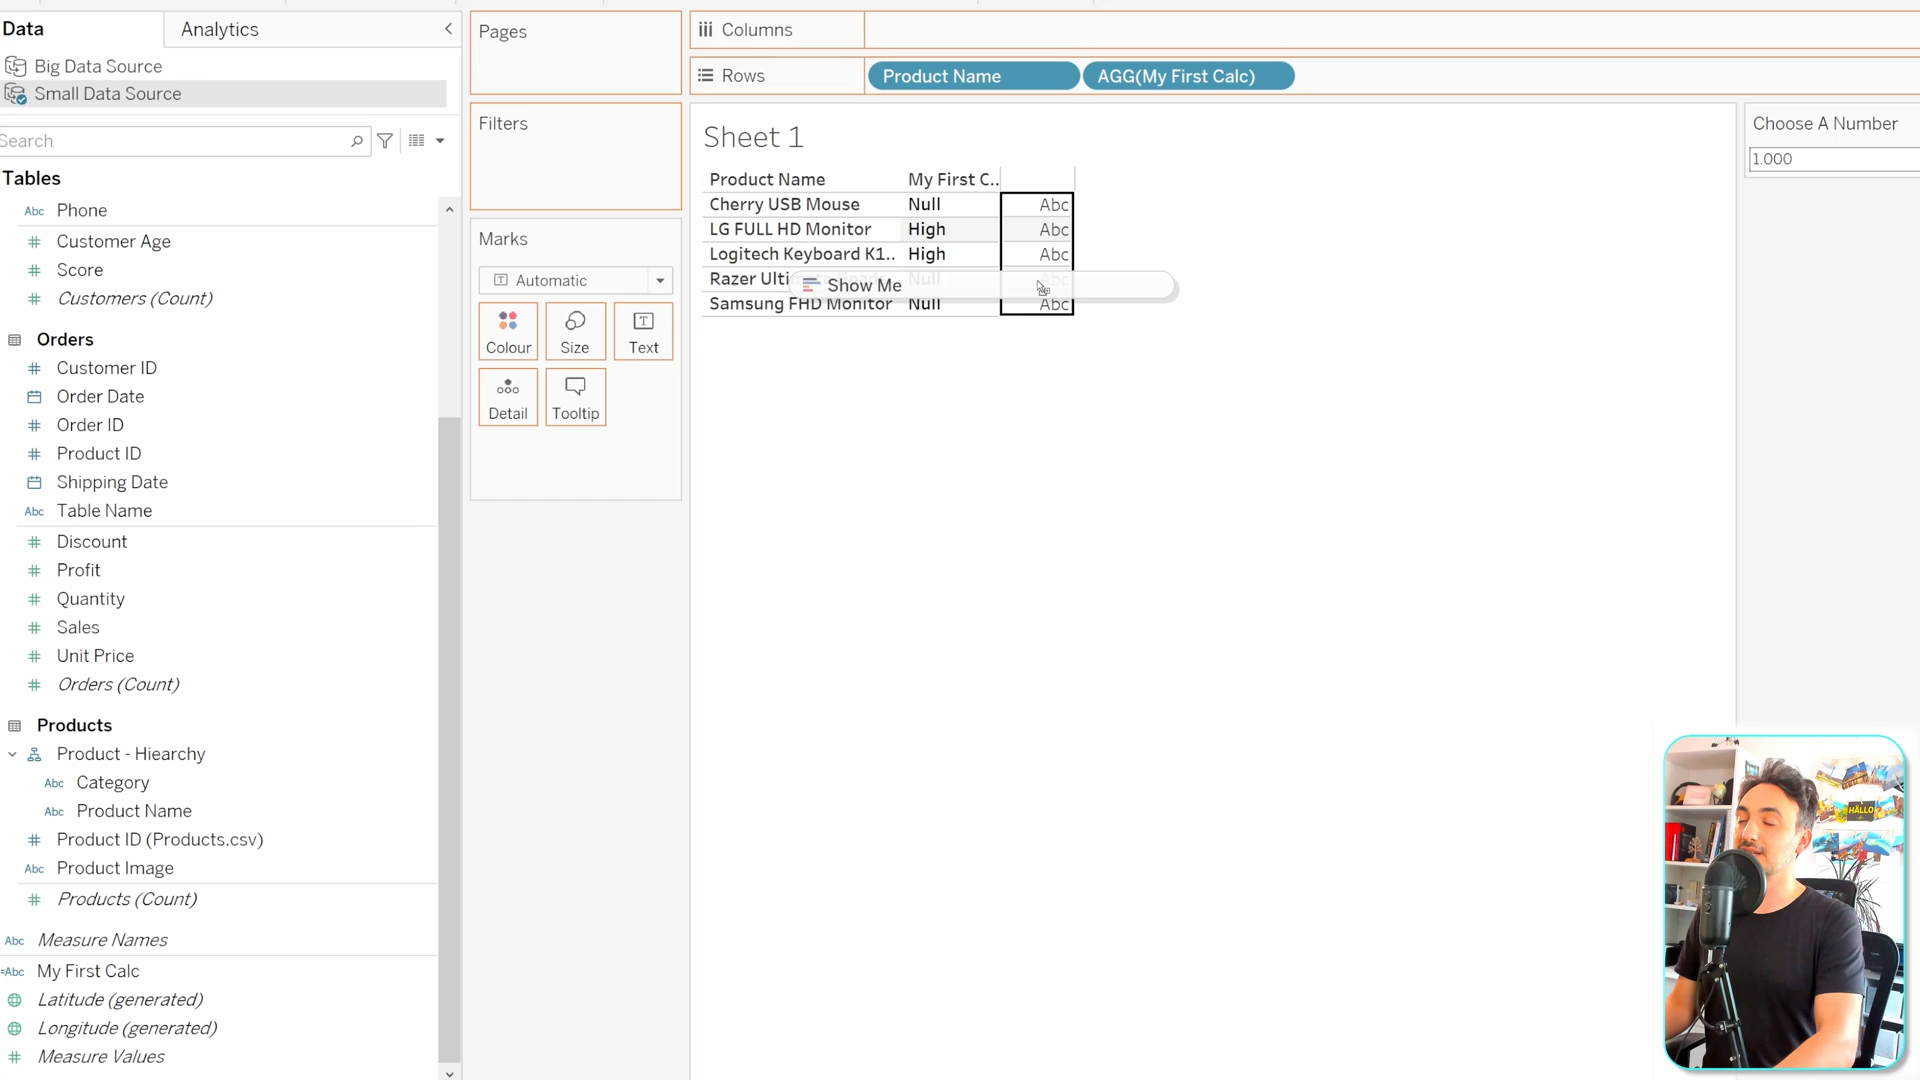 Data
Analytics
Big Data Source
Small Data Source
Search
Tables
Abc Phone
Customer Age
Score
Customers (Count)
Orders
Customer ID
Order Date
Order ID
Product ID
Shipping Date
Abc Table Name
Discount
Profit
Quantity
Sales
Unit Price
Orders (Count)
Products
Product - Hiearchy
Abc Category
Abc Product Name
Product ID (Products.csv)
Abc Product Image
Products (Count)
Abc Measure Names
=Abc My First Calc
Latitude (generated)
Longitude (generated)
Measure Values
Pages
Filters
Marks
Automatic
Colour Size Text
Detail Tooltip
Columns
Rows Product Name AGG(My First Calc)
Sheet 1
Product Name My First C..
Cherry USB Mouse Null Abc
LG FULL HD Monitor High Abc
Logitech Keyboard K1.. High Abc
Show Me
Samsung FHD Monitor Null Abc
Choose A Number
1.000
HALLO